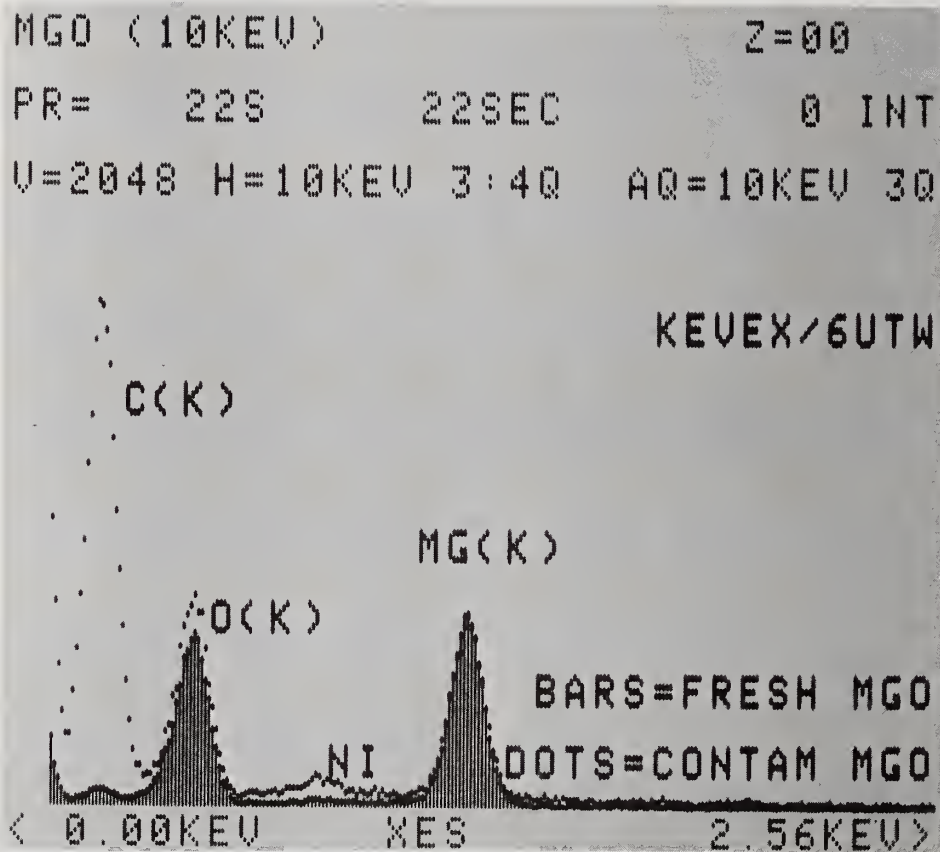 MGO (10KEV) Z=00
PR= 22S 22SEC 0 INT
V=2048 H=10KEV 3:4Q AQ=10KEV 3Q
KEVEX/6UTW
C(K)
MG(K)
O(K)
BARS=FRESH MGO
NI DOTS=CONTAM MGO
< 0.00KEV XES 2.56KEV>